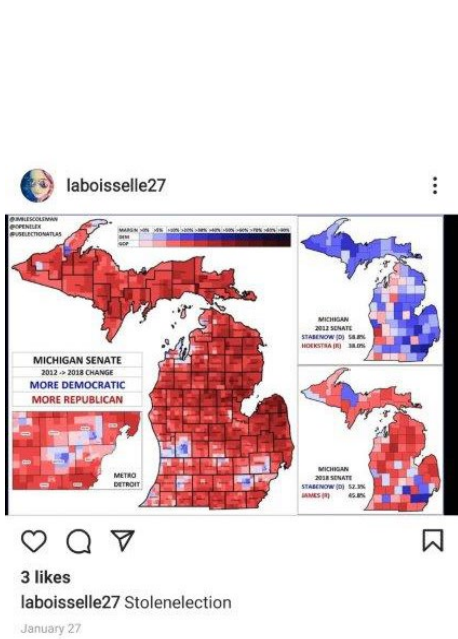 laboisselle27
@JMILESCOLEMAN
@OPENILEX
@USELECTIONATLAS
MARGIN
DEM
GOP
MICHIGAN SENATE
2012 -> 2018 CHANGE
MORE DEMOCRATIC
MORE REPUBLICAN
METRO
DETROIT
MICHIGAN
2012 SENATE
STABENOW (D) 58.8%
HOEKSTRA (R) 38.0%
MICHIGAN
2018 SENATE
STABENOW (D) 52.3%
JAMES (R) 45.8%
3 likes
laboisselle27 Stolenelection
January 27